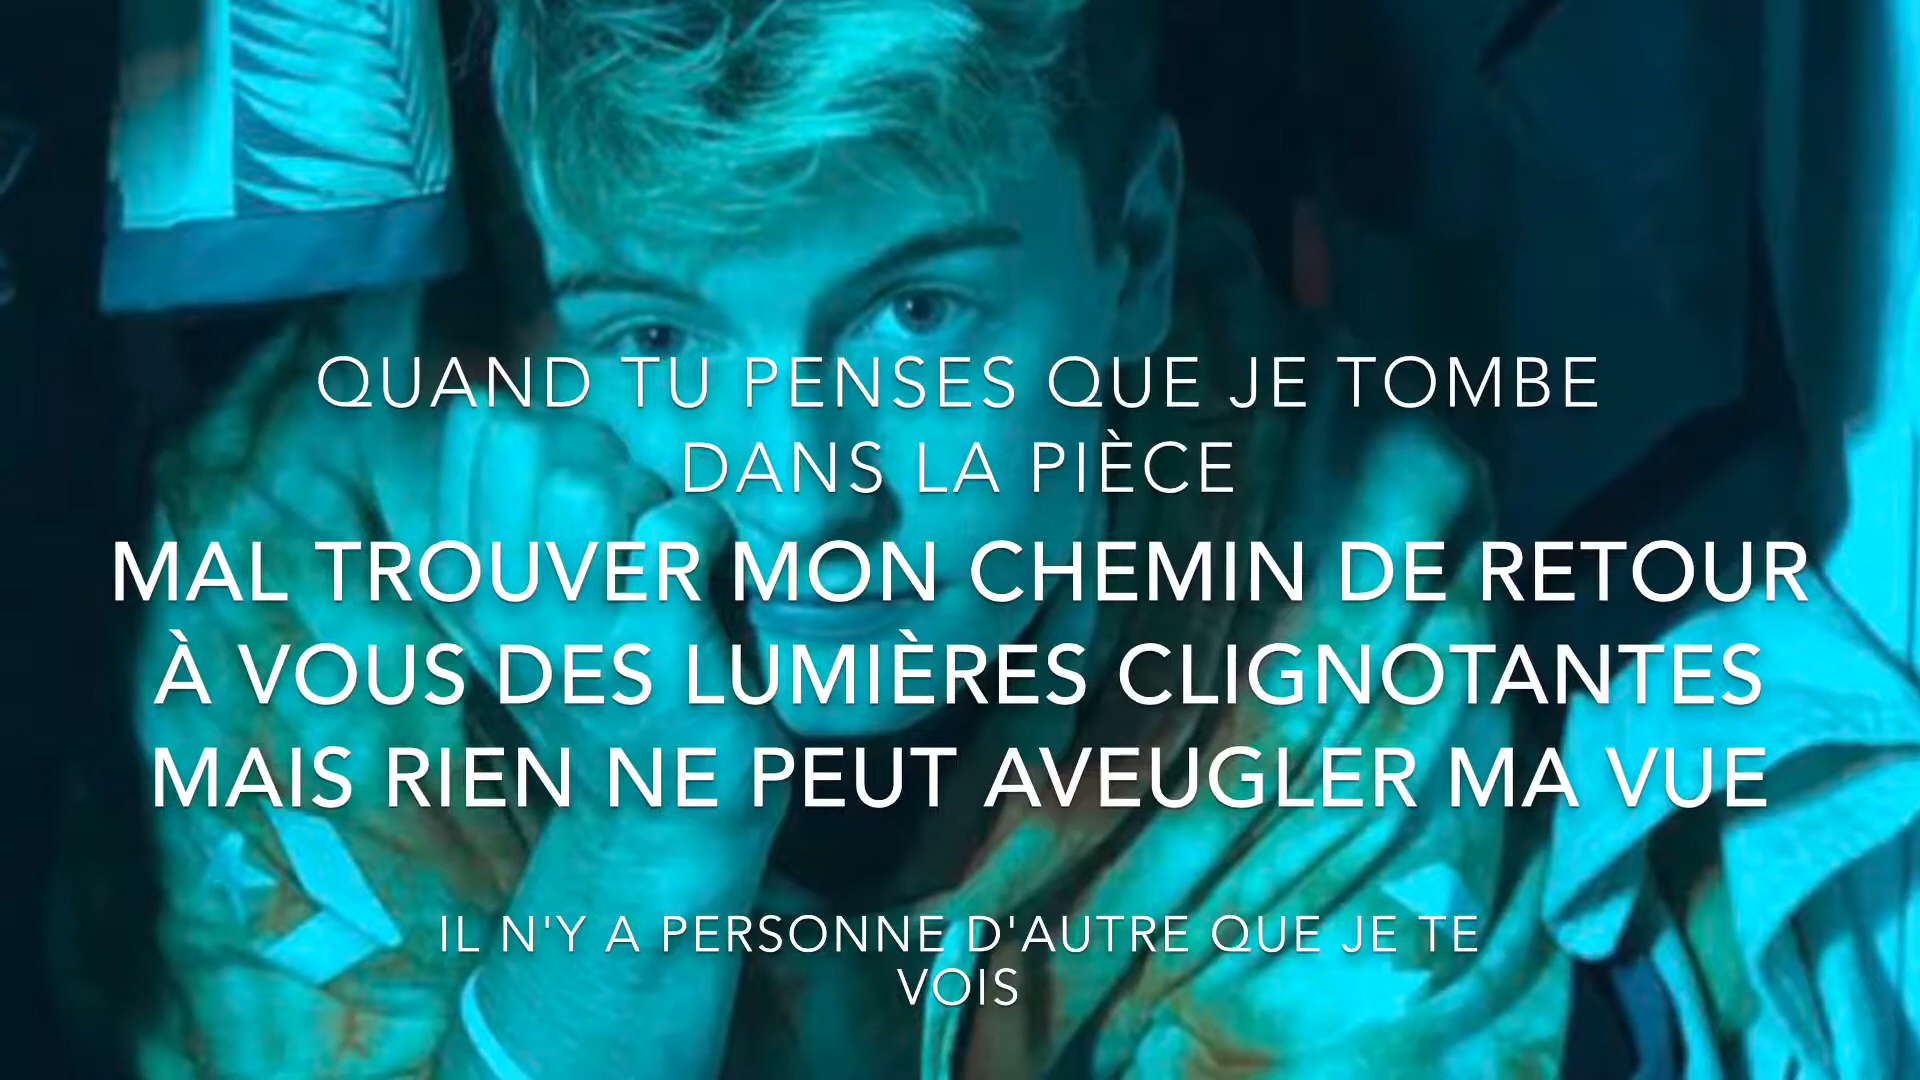 QUAND TU PENSES QUE JE TOMBE
DANS LA PIÈCE
MAL TROUVER MON CHEMIN DE RETOUR
À VOUS DES LUMIÈRES CLIGNOTANTES
MAIS RIEN NE PEUT AVEUGLER MA VUE
IL N'Y A PERSONNE D'AUTRE QUE JE TE
VOIS